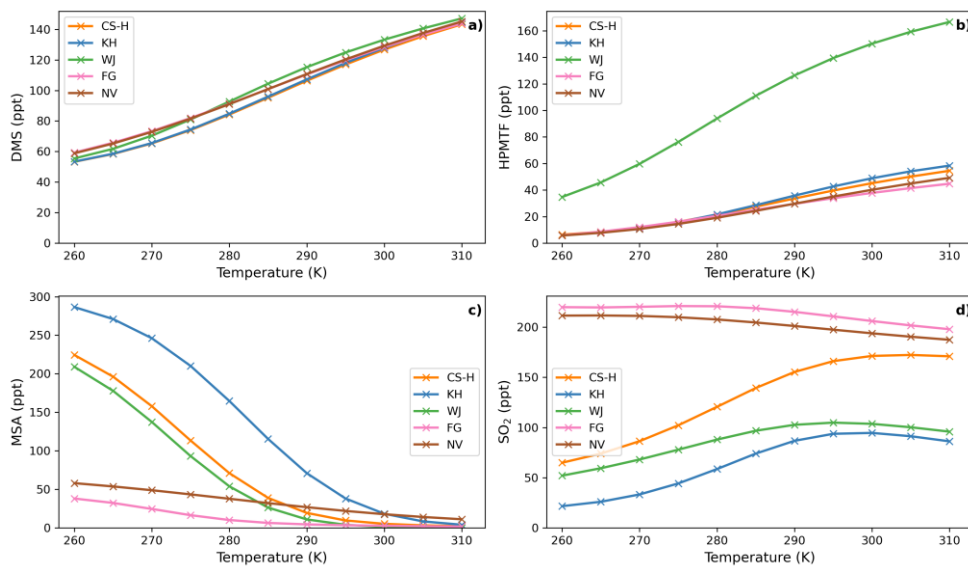 a)
CS-H
KH
WJ
FG
NV
DMS (ppt)
140
120
100
80
60
40
20
0
260 270 280 290 300 310
Temperature (K)
b)
CS-H
KH
WJ
FG
NV
HPMTF (ppt)
160
140
120
100
80
60
40
20
0
260 270 280 290 300 310
Temperature (K)
c)
CS-H
KH
WJ
FG
NV
MSA (ppt)
300
250
200
150
100
50
0
260 270 280 290 300 310
Temperature (K)
d)
CS-H
KH
WJ
FG
NV
SO₂ (ppt)
200
150
100
50
0
260 270 280 290 300 310
Temperature (K)